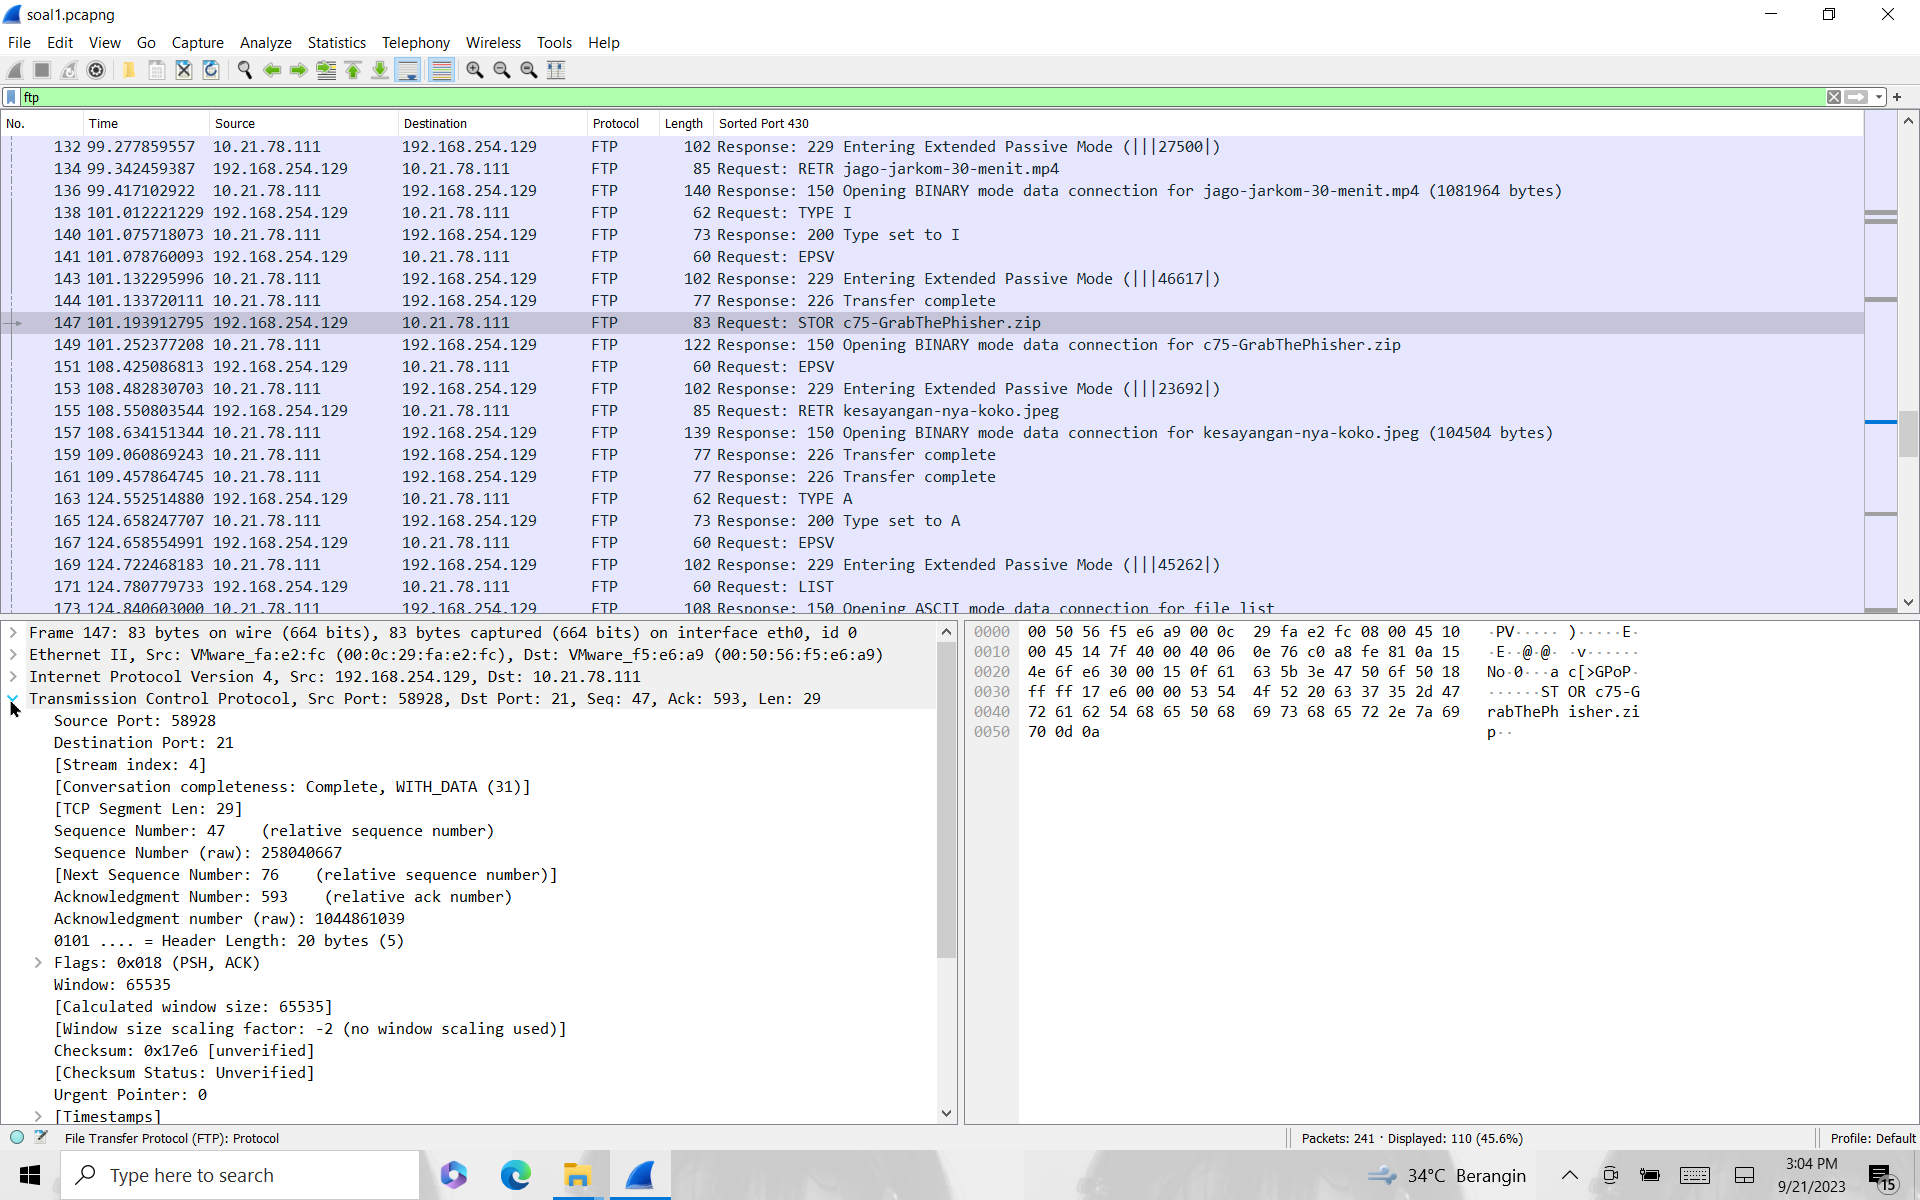 soal1.pcapng
File Edit View Go Capture Analyze Statistics Telephony Wireless Tools Help
ftp
No. Time Source Destination Protocol Length Sorted Port 430
132 99.277859557 10.21.78.111 192.168.254.129 FTP 102 Response: 229 Entering Extended Passive Mode (|||27500|)
134 99.342459387 192.168.254.129 10.21.78.111 FTP 85 Request: RETR jago-jarkom-30-menit.mp4
136 99.417102922 10.21.78.111 192.168.254.129 FTP 140 Response: 150 Opening BINARY mode data connection for jago-jarkom-30-menit.mp4 (1081964 bytes)
138 101.012221229 192.168.254.129 10.21.78.111 FTP 62 Request: TYPE I
140 101.075718073 10.21.78.111 192.168.254.129 FTP 73 Response: 200 Type set to I
141 101.078760093 192.168.254.129 10.21.78.111 FTP 60 Request: EPSV
143 101.132295996 10.21.78.111 192.168.254.129 FTP 102 Response: 229 Entering Extended Passive Mode (|||46617|)
144 101.133720111 10.21.78.111 192.168.254.129 FTP 77 Response: 226 Transfer complete
147 101.193912795 192.168.254.129 10.21.78.111 FTP 83 Request: STOR c75-GrabThePhisher.zip
149 101.252377208 10.21.78.111 192.168.254.129 FTP 122 Response: 150 Opening BINARY mode data connection for c75-GrabThePhisher.zip
151 108.425086813 192.168.254.129 10.21.78.111 FTP 60 Request: EPSV
153 108.482830703 10.21.78.111 192.168.254.129 FTP 102 Response: 229 Entering Extended Passive Mode (|||23692|)
155 108.550803544 192.168.254.129 10.21.78.111 FTP 85 Request: RETR kesayangan-nya-koko.jpeg
157 108.634151344 10.21.78.111 192.168.254.129 FTP 139 Response: 150 Opening BINARY mode data connection for kesayangan-nya-koko.jpeg (104504 bytes)
159 109.060869243 10.21.78.111 192.168.254.129 FTP 77 Response: 226 Transfer complete
161 109.457864745 10.21.78.111 192.168.254.129 FTP 77 Response: 226 Transfer complete
163 124.552514880 192.168.254.129 10.21.78.111 FTP 62 Request: TYPE A
165 124.658247707 10.21.78.111 192.168.254.129 FTP 73 Response: 200 Type set to A
167 124.658554991 192.168.254.129 10.21.78.111 FTP 60 Request: EPSV
169 124.722468183 10.21.78.111 192.168.254.129 FTP 102 Response: 229 Entering Extended Passive Mode (|||45262|)
171 124.780779733 192.168.254.129 10.21.78.111 FTP 60 Request: LIST
173 124.840603000 10.21.78.111 192.168.254.129 FTP 108 Response: 150 Opening ASCII mode data connection for file list
Frame 147: 83 bytes on wire (664 bits), 83 bytes captured (664 bits) on interface eth0, id 0
Ethernet II, Src: VMware_fa:e2:fc (00:0c:29:fa:e2:fc), Dst: VMware_f5:e6:a9 (00:50:56:f5:e6:a9)
Internet Protocol Version 4, Src: 192.168.254.129, Dst: 10.21.78.111
Transmission Control Protocol, Src Port: 58928, Dst Port: 21, Seq: 47, Ack: 593, Len: 29
Source Port: 58928
Destination Port: 21
[Stream index: 4]
[Conversation completeness: Complete, WITH_DATA (31)]
[TCP Segment Len: 29]
Sequence Number: 47 (relative sequence number)
Sequence Number (raw): 258040667
[Next Sequence Number: 76 (relative sequence number)]
Acknowledgment Number: 593 (relative ack number)
Acknowledgment number (raw): 1044861039
0101 .... = Header Length: 20 bytes (5)
Flags: 0x018 (PSH, ACK)
Window: 65535
[Calculated window size: 65535]
[Window size scaling factor: -2 (no window scaling used)]
Checksum: 0x17e6 [unverified]
[Checksum Status: Unverified]
Urgent Pointer: 0
[Timestamps]
0000 00 50 56 f5 e6 a9 00 0c 29 fa e2 fc 08 00 45 10 ·PV····· )·····E·
0010 00 45 14 7f 40 00 40 06 0e 76 c0 a8 fe 81 0a 15 ·E··@·@· ·v······
0020 4e 6f e6 30 00 15 0f 61 63 5b 3e 47 50 6f 50 18 No·0···a c[>GPoP·
0030 ff ff 17 e6 00 00 53 54 4f 52 20 63 37 35 2d 47 ······ST OR c75-G
0040 72 61 62 54 68 65 50 68 69 73 68 65 72 2e 7a 69 rabThePh isher.zi
0050 70 0d 0a p··
File Transfer Protocol (FTP): Protocol
Packets: 241 · Displayed: 110 (45.6%)
Profile: Default
Type here to search
34°C Berangin
3:04 PM
9/21/2023
15